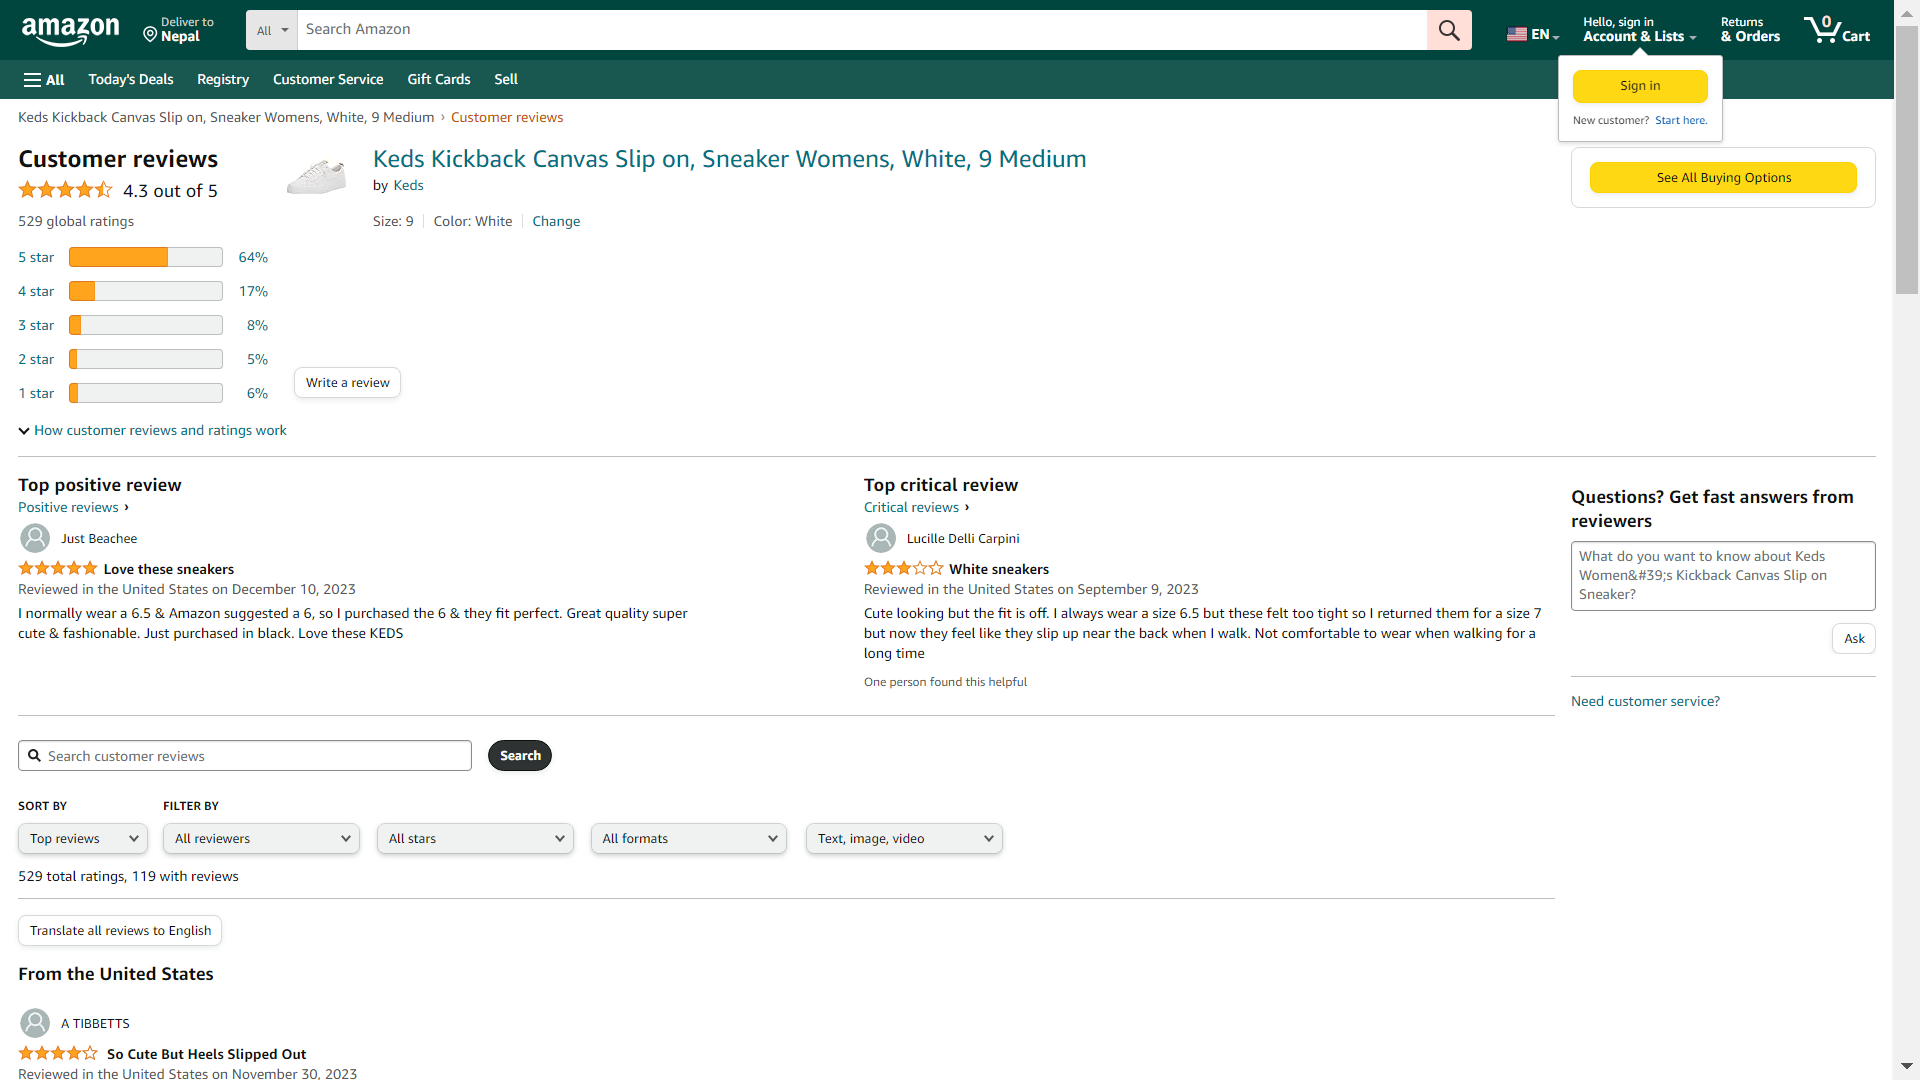 amazon
Deliver to
Nepal
All
Search Amazon
EN
Hello, sign in
Account & Lists
Returns
& Orders
0
Cart
All
Today's Deals
Registry
Customer Service
Gift Cards
Sell
Sign in
New customer? Start here.
Keds Kickback Canvas Slip on, Sneaker Womens, White, 9 Medium › Customer reviews
Customer reviews
4.3 out of 5
529 global ratings
5 star 64%
4 star 17%
3 star 8%
2 star 5%
1 star 6%
How customer reviews and ratings work
Keds Kickback Canvas Slip on, Sneaker Womens, White, 9 Medium
by Keds
Size: 9 Color: White Change
Write a review
See All Buying Options
Top positive review
Positive reviews ›
Just Beachee
Love these sneakers
Reviewed in the United States on December 10, 2023
I normally wear a 6.5 & Amazon suggested a 6, so I purchased the 6 & they fit perfect. Great quality super
cute & fashionable. Just purchased in black. Love these KEDS
Top critical review
Critical reviews ›
Lucille Delli Carpini
White sneakers
Reviewed in the United States on September 9, 2023
Cute looking but the fit is off. I always wear a size 6.5 but these felt too tight so I returned them for a size 7
but now they feel like they slip up near the back when I walk. Not comfortable to wear when walking for a
long time
One person found this helpful
Questions? Get fast answers from
reviewers
What do you want to know about Keds
Women&#39;s Kickback Canvas Slip on
Sneaker?
Ask
Need customer service?
Search customer reviews
Search
SORT BY
FILTER BY
Top reviews
All reviewers
All stars
All formats
Text, image, video
529 total ratings, 119 with reviews
Translate all reviews to English
From the United States
A TIBBETTS
So Cute But Heels Slipped Out
Reviewed in the United States on November 30, 2023